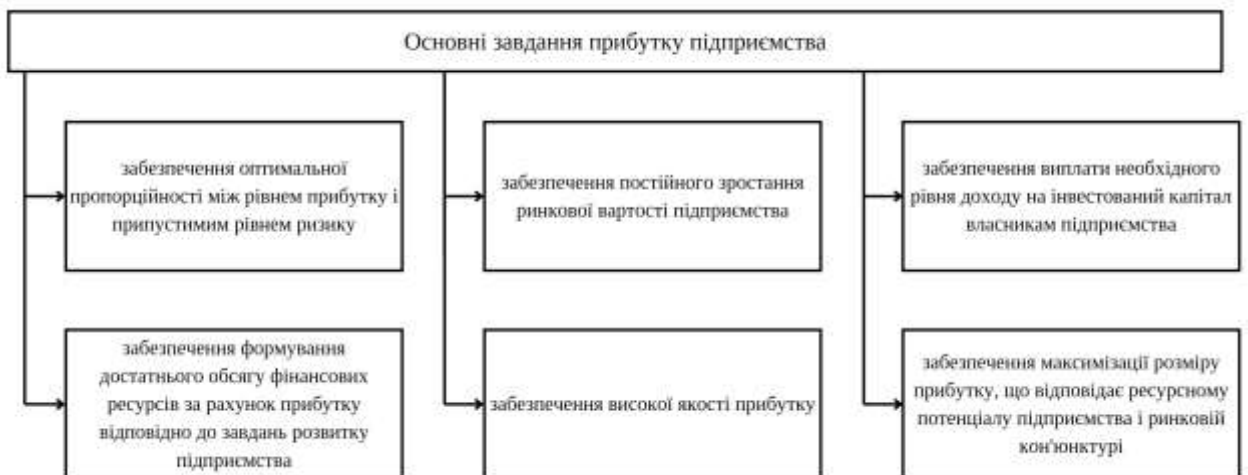 Основні завдання прибутку підприємства
забезпечення оптимальної
пропорційності між рівнем прибутку і
припустимим рівнем ризику
забезпечення постійного зростання
ринкової вартості підприємства
забезпечення виплати необхідного
рівня доходу на інвестований капітал
власникам підприємства
забезпечення формування
достатнього обсягу фінансових
ресурсів за рахунок прибутку
відповідно до завдань розвитку
підприємства
забезпечення високої якості прибутку
забезпечення максимізації розміру
прибутку, що відповідає ресурсному
потенціалу підприємства і ринковій
кон'юнктурі